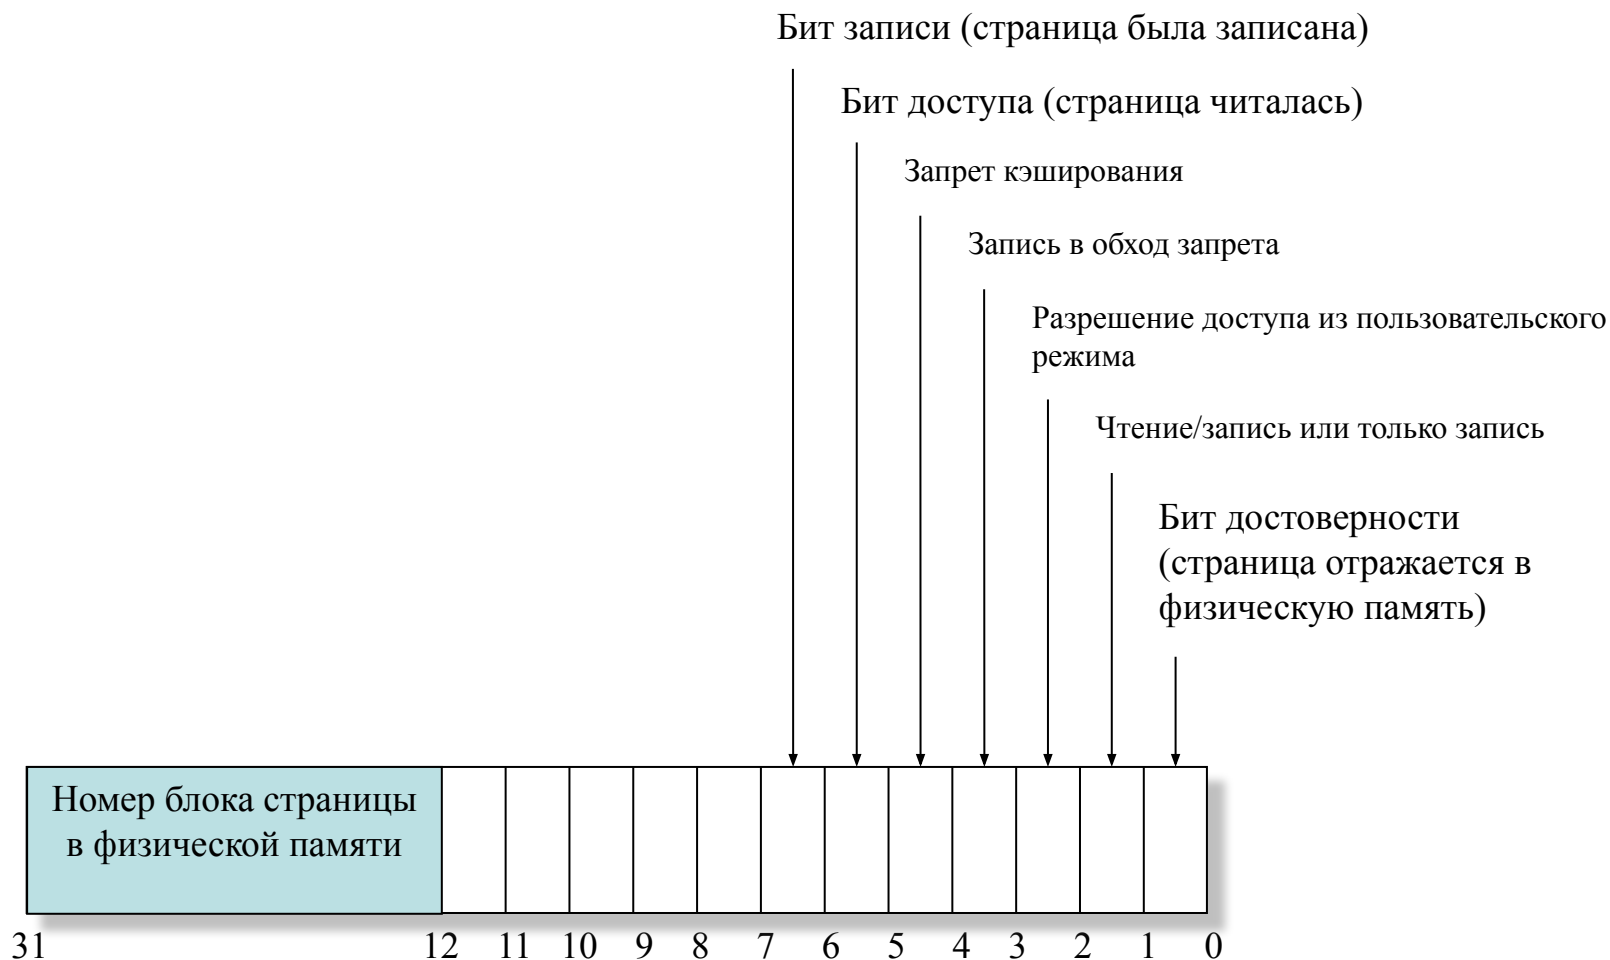 Бит записи (страница была записана)
Бит доступа (страница читалась)
Запрет кэширования
Запись в обход запрета
Разрешение доступа из пользовательского
режима
Чтение/запись или только запись
Бит достоверности
(страница отражается в
физическую память)
Номер блока страницы
в физической памяти
31 12 11 10 9 8 7 6 5 4 3 2 1 0